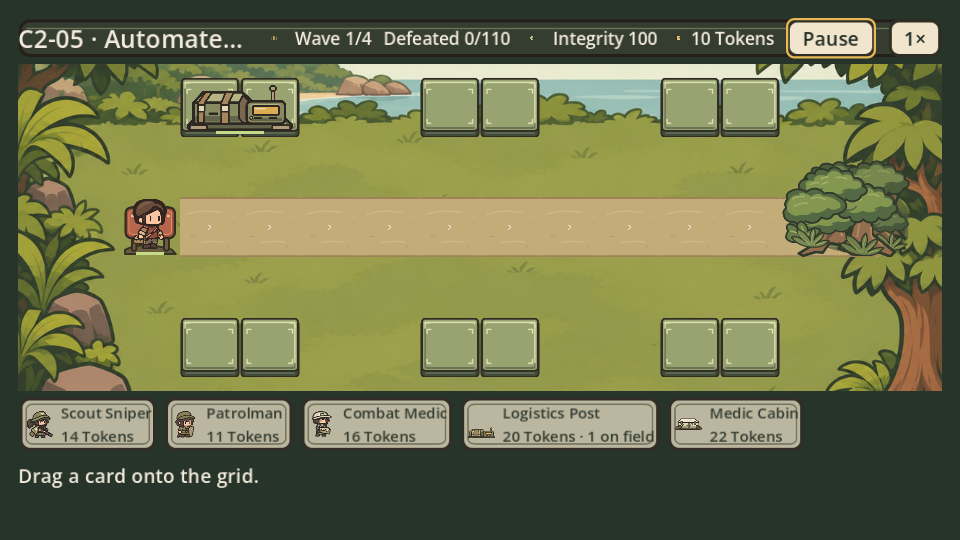 C2-05 · Automate... · Wave 1/4 Defeated 0/110 · Integrity 100 · 10 Tokens Pause 1×
Scout Sniper
14 Tokens
Patrolman
11 Tokens
Combat Medic
16 Tokens
Logistics Post
20 Tokens · 1 on field
Medic Cabin
22 Tokens
Drag a card onto the grid.